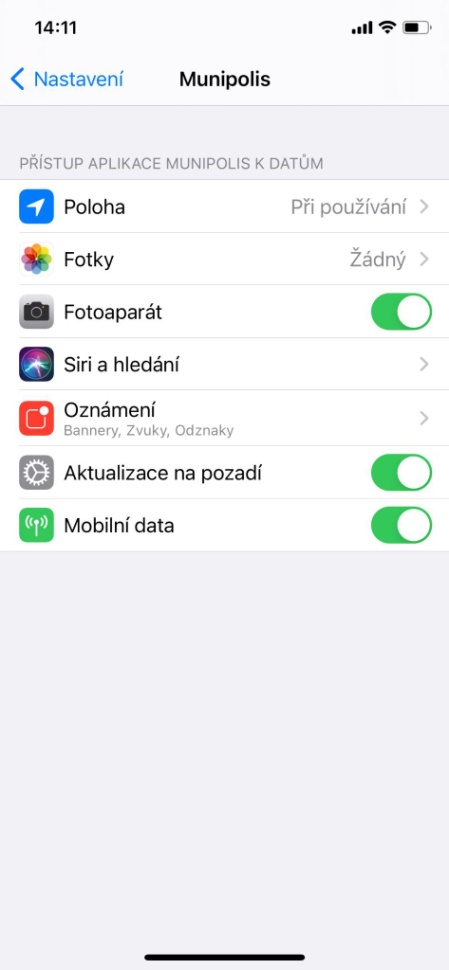 14:11
Nastavení
Munipolis
PŘÍSTUP APLIKACE MUNIPOLIS K DATŮM
Poloha Při používání
Fotky Žádný
Fotoaparát
Siri a hledání
Oznámení
Bannery, Zvuky, Odznaky
Aktualizace na pozadí
Mobilní data